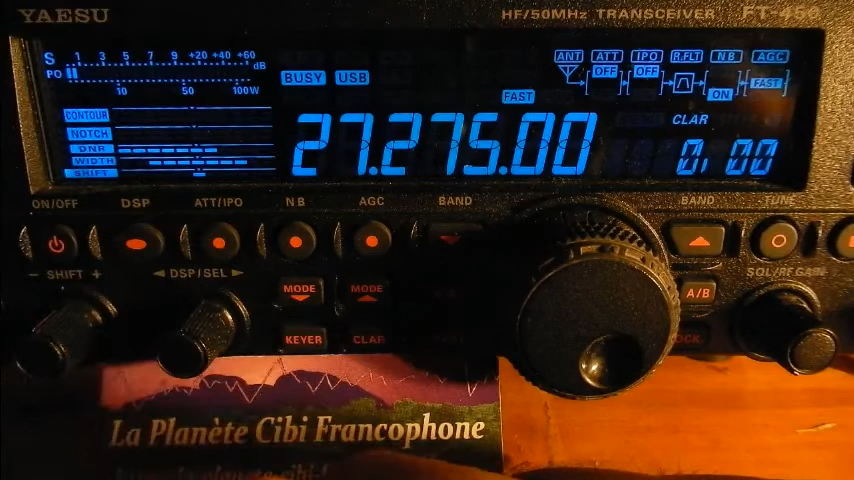 YAESU
HF/50MHz TRANSCEIVER FT-450
S 1 3 5 7 9 +20 +40 +60 dB
PO
10 50 100W
BUSY USB
ANT ATT IPO R.FLT NB AGC
OFF OFF ON FAST
FAST
CONTOUR
NOTCH
DNR
WIDTH
SHIFT
27.275.00
CLAR
0.00
ON/OFF DSP ATT/IPO NB AGC BAND BAND TUNE
− SHIFT + DSP/SEL SQL/RF GAIN
MODE MODE A/B
KEYER CLAR LOCK
La Planète Cibi Francophone